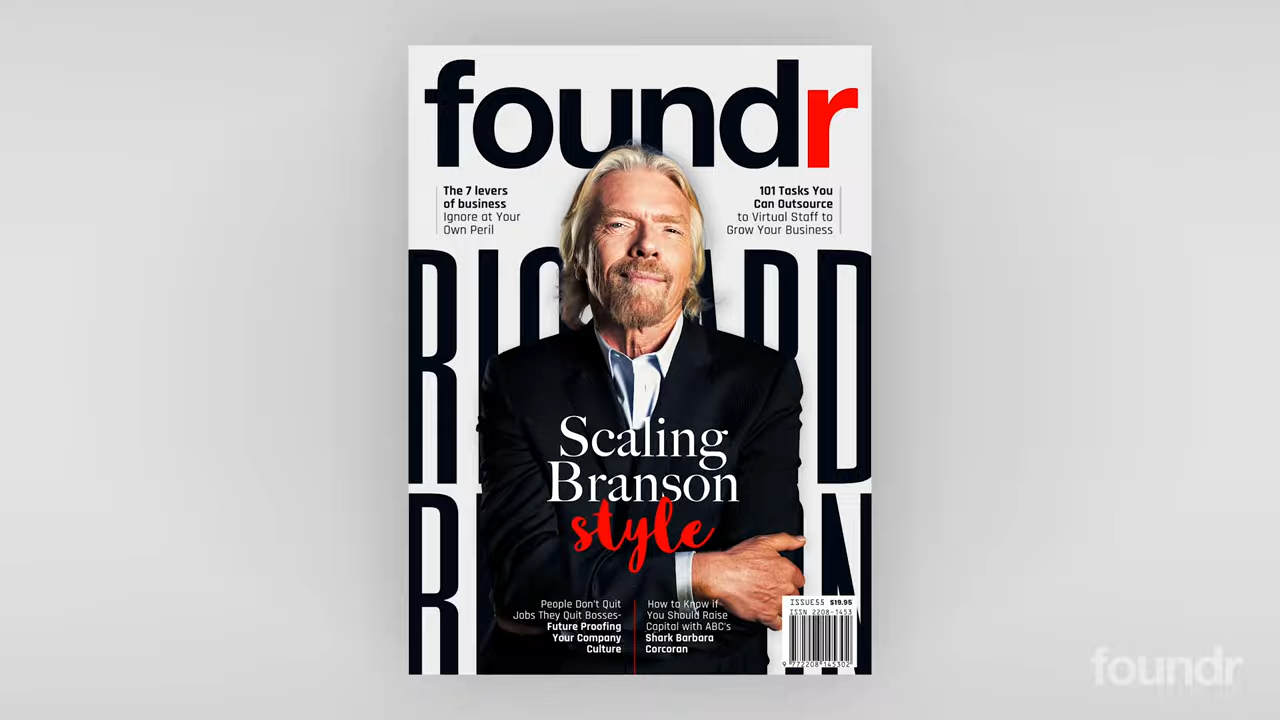 foundr
The 7 levers
of business
Ignore at Your
Own Peril
101 Tasks You
Can Outsource
to Virtual Staff to
Grow Your Business
Scaling
Branson
style
People Don't Quit
Jobs They Quit Bosses-
Future Proofing
Your Company
Culture
How to Know if
You Should Raise
Capital with ABC's
Shark Barbara
Corcoran
ISSUE55 $19.95
ISSN 2208-1453
9 772208 145302
foundr